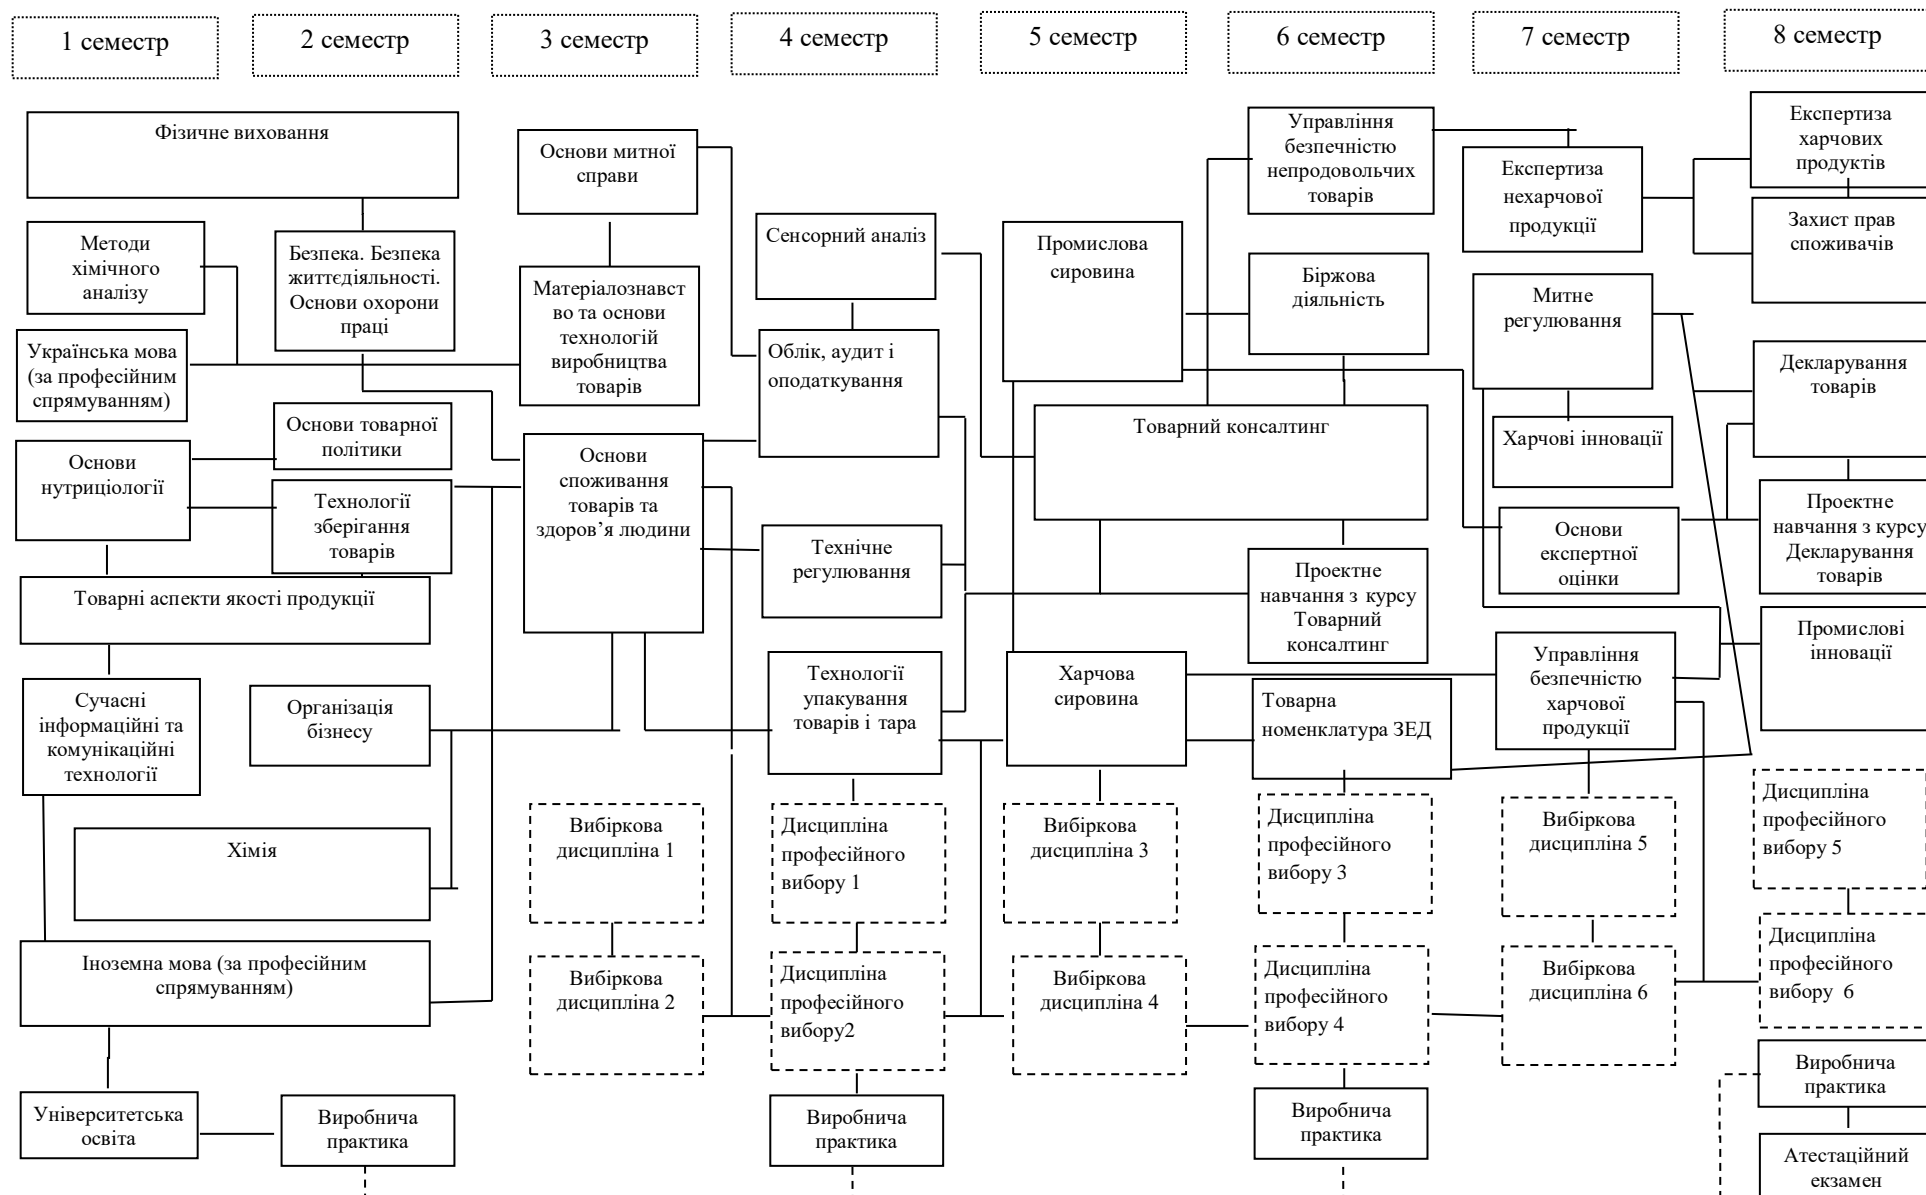 1 семестр
2 семестр
3 семестр
4 семестр
5 семестр
6 семестр
7 семестр
8 семестр
Фізичне виховання
Методи
хімічного
аналізу
Українська мова
(за професійним
спрямуванням)
Основи
нутриціології
Товарні аспекти якості продукції
Сучасні
інформаційні та
комунікаційні
технології
Хімія
Іноземна мова (за професійним
спрямуванням)
Університетська
освіта
Безпека. Безпека
життєдіяльності.
Основи охорони
праці
Основи товарної
політики
Технології
зберігання
товарів
Організація
бізнесу
Виробнича
практика
Основи митної
справи
Матеріалознавст
во та основи
технологій
виробництва
товарів
Основи
споживання
товарів та
здоров’я людини
Вибіркова
дисципліна 1
Вибіркова
дисципліна 2
Сенсорний аналіз
Облік, аудит і
оподаткування
Технічне
регулювання
Технології
упакування
товарів і тара
Дисципліна
професійного
вибору 1
Дисципліна
професійного
вибору2
Виробнича
практика
Промислова
сировина
Товарний консалтинг
Харчова
сировина
Вибіркова
дисципліна 3
Вибіркова
дисципліна 4
Управління
безпечністю
непродовольчих
товарів
Біржова
діяльність
Проектне
навчання з курсу
Товарний
консалтинг
Товарна
номенклатура ЗЕД
Дисципліна
професійного
вибору 3
Дисципліна
професійного
вибору 4
Виробнича
практика
Експертиза
нехарчової
продукції
Митне
регулювання
Харчові інновації
Основи
експертної
оцінки
Управління
безпечністю
харчової
продукції
Вибіркова
дисципліна 5
Вибіркова
дисципліна 6
Експертиза
харчових
продуктів
Захист прав
споживачів
Декларування
товарів
Проектне
навчання з курсу
Декларування
товарів
Промислові
інновації
Дисципліна
професійного
вибору 5
Дисципліна
професійного
вибору 6
Виробнича
практика
Атестаційний
екзамен